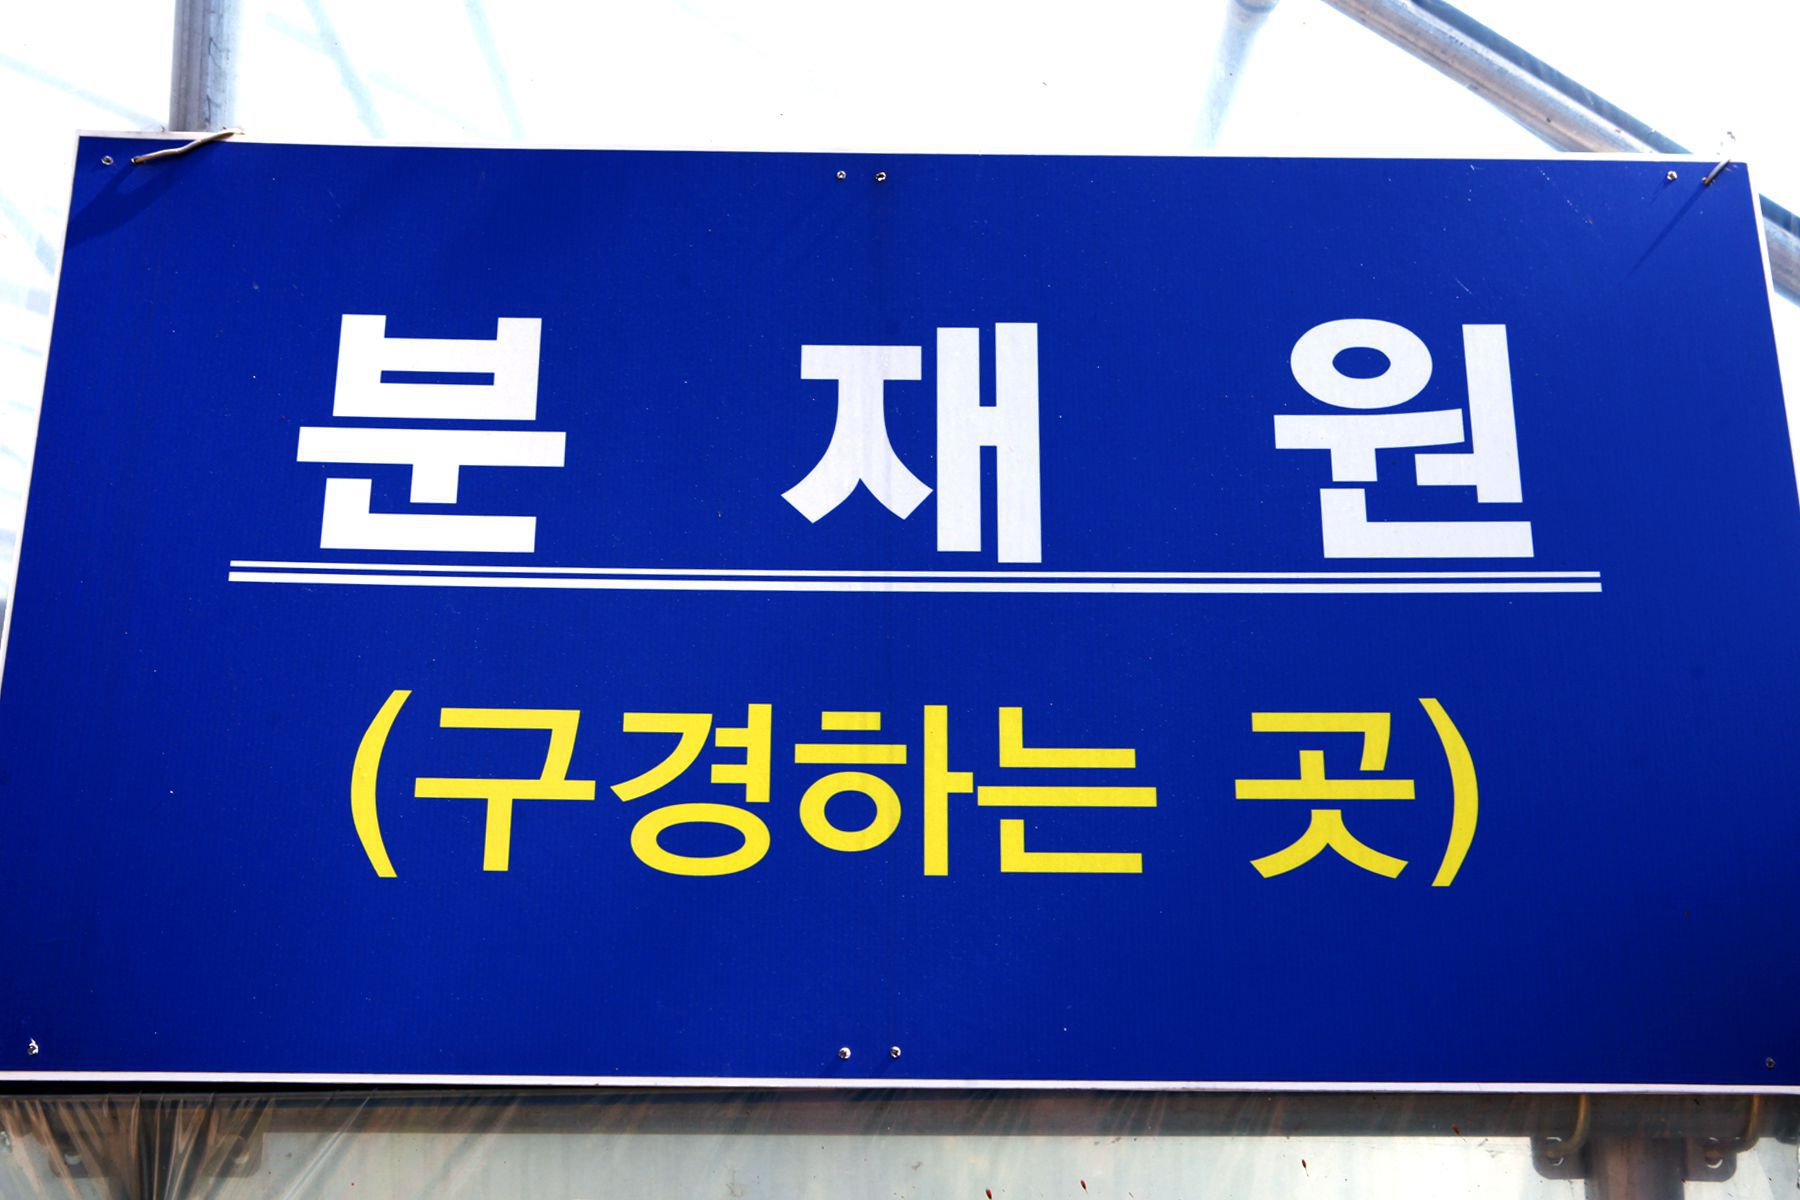 분 재 원
(구경하는 곳)